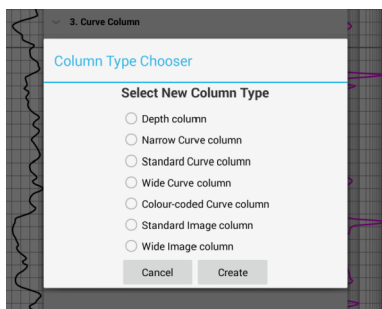 3. Curve Column
Column Type Chooser
Select New Column Type
Depth column
Narrow Curve column
Standard Curve column
Wide Curve column
Colour-coded Curve column
Standard Image column
Wide Image column
Cancel Create